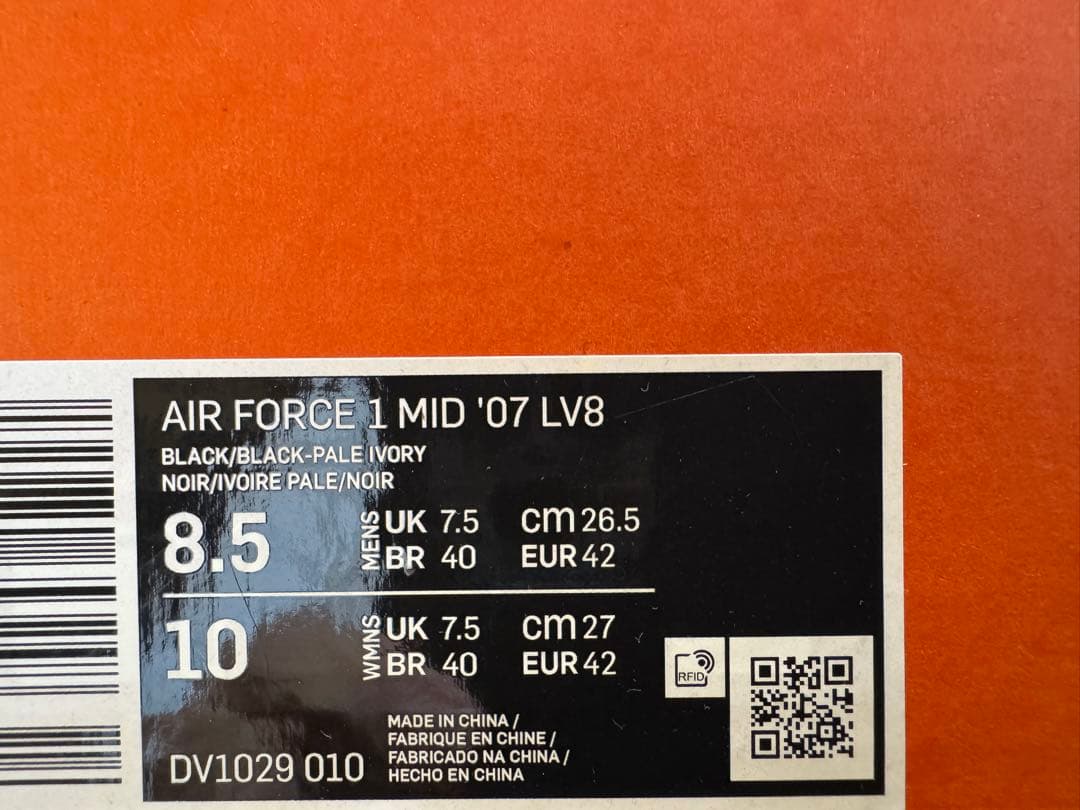 AIR FORCE 1 MID '07 LV8
BLACK/BLACK-PALE IVORY
NOIR/IVOIRE PALE/NOIR
8.5 MENS UK 7.5 cm 26.5
BR 40 EUR 42
10 WMNS UK 7.5 cm 27
BR 40 EUR 42
RFID
MADE IN CHINA /
FABRIQUE EN CHINE /
FABRICADO NA CHINA /
HECHO EN CHINA
DV1029 010